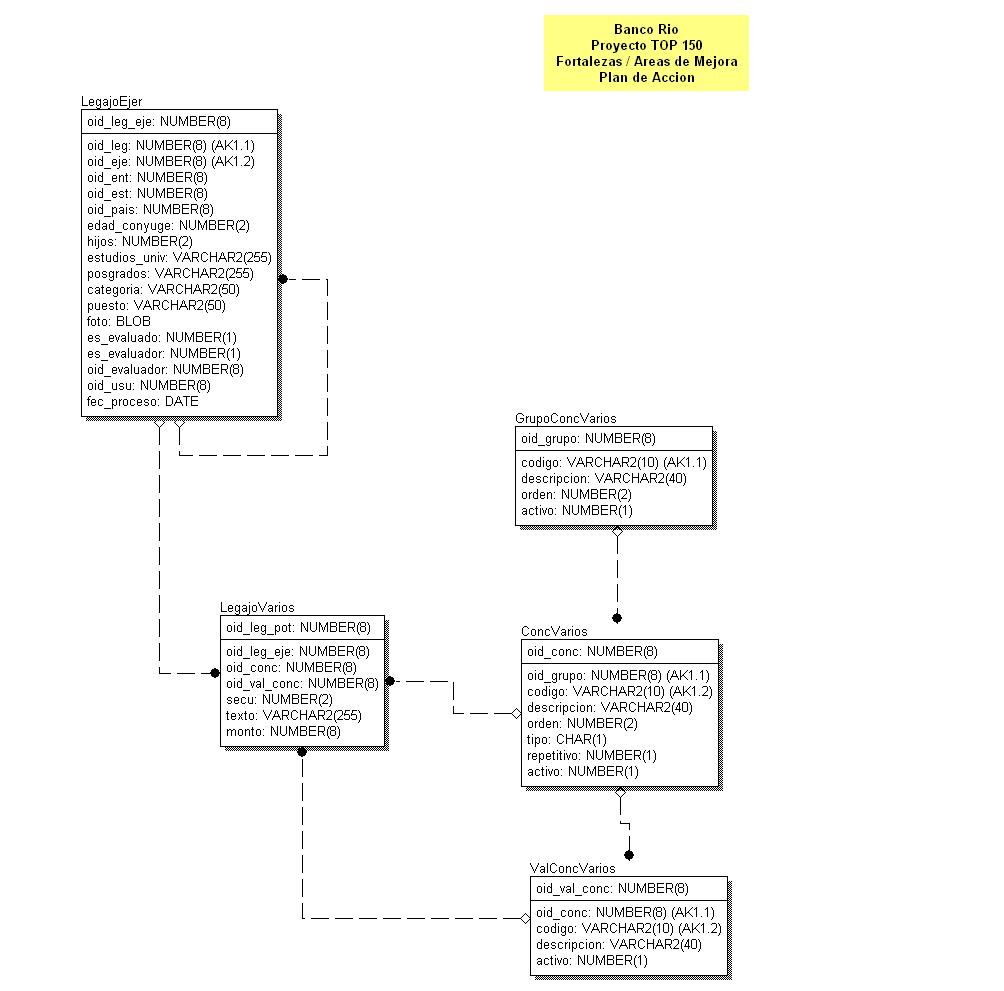 Banco Rio
Proyecto TOP 150
Fortalezas / Areas de Mejora
Plan de Accion
LegajoEjer
oid_leg_eje: NUMBER(8)
oid_leg: NUMBER(8) (AK1.1)
oid_eje: NUMBER(8) (AK1.2)
oid_ent: NUMBER(8)
oid_est: NUMBER(8)
oid_pais: NUMBER(8)
edad_conyuge: NUMBER(2)
hijos: NUMBER(2)
estudios_univ: VARCHAR2(255)
posgrados: VARCHAR2(255)
categoria: VARCHAR2(50)
puesto: VARCHAR2(50)
foto: BLOB
es_evaluado: NUMBER(1)
es_evaluador: NUMBER(1)
oid_evaluador: NUMBER(8)
oid_usu: NUMBER(8)
fec_proceso: DATE
GrupoConcVarios
oid_grupo: NUMBER(8)
codigo: VARCHAR2(10) (AK1.1)
descripcion: VARCHAR2(40)
orden: NUMBER(2)
activo: NUMBER(1)
LegajoVarios
oid_leg_pot: NUMBER(8)
oid_leg_eje: NUMBER(8)
oid_conc: NUMBER(8)
oid_val_conc: NUMBER(8)
secu: NUMBER(2)
texto: VARCHAR2(255)
monto: NUMBER(8)
ConcVarios
oid_conc: NUMBER(8)
oid_grupo: NUMBER(8) (AK1.1)
codigo: VARCHAR2(10) (AK1.2)
descripcion: VARCHAR2(40)
orden: NUMBER(2)
tipo: CHAR(1)
repetitivo: NUMBER(1)
activo: NUMBER(1)
ValConcVarios
oid_val_conc: NUMBER(8)
oid_conc: NUMBER(8) (AK1.1)
codigo: VARCHAR2(10) (AK1.2)
descripcion: VARCHAR2(40)
activo: NUMBER(1)